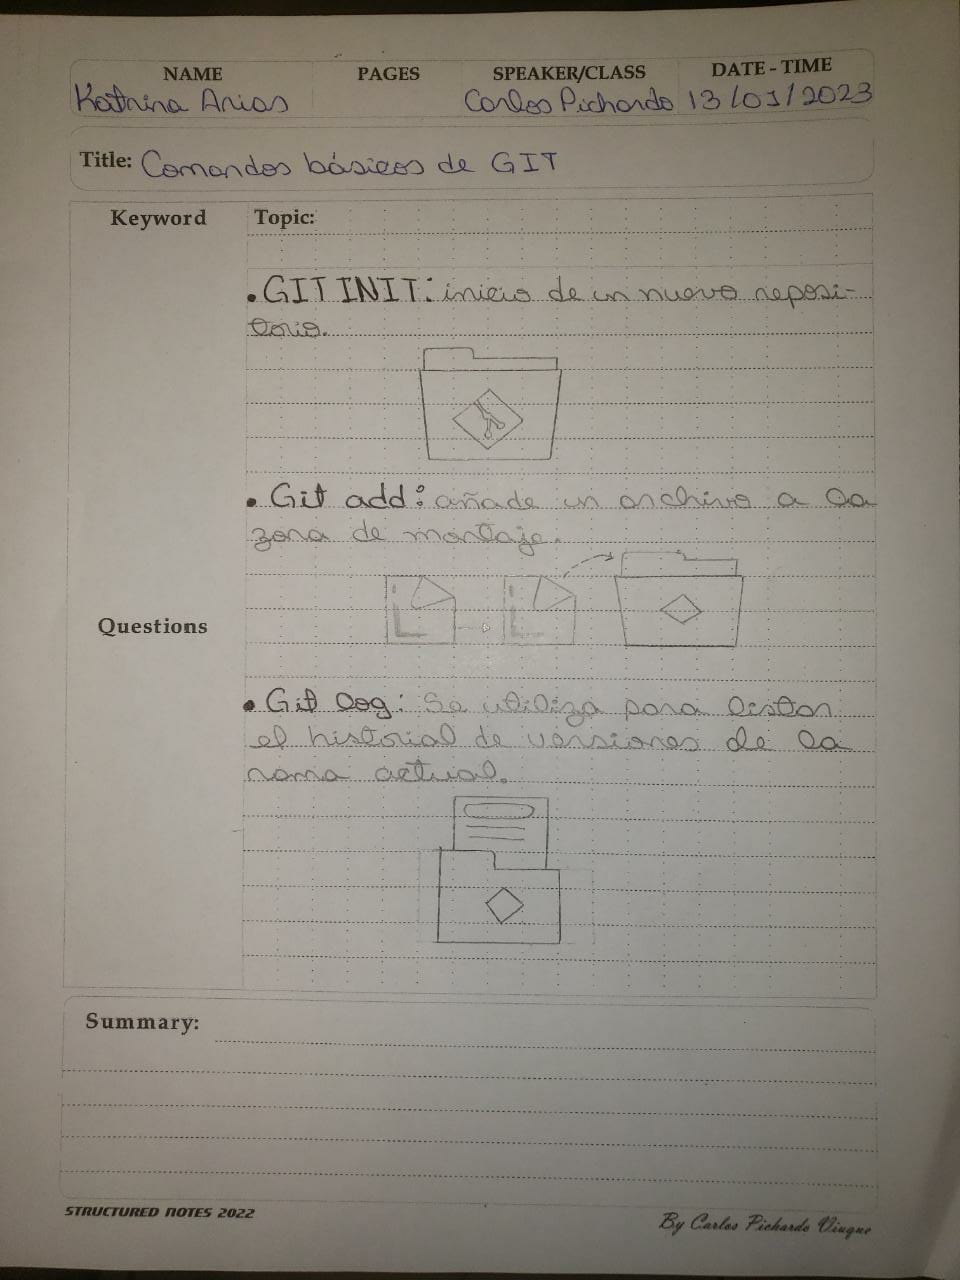 NAME PAGES SPEAKER/CLASS DATE - TIME
Katrina Arias Carlos Pichardo 13/01/2023
Title: Comandos básicos de GIT
Keyword Topic:
• GIT INIT: inicio de un nuevo reposi-
torio.
• Git add: añade un archivo a la
zona de montaje.
Questions
• Git log: Se utiliza para listar
el historial de versiones de la
rama actual.
Summary:
STRUCTURED NOTES 2022
By Carlos Pichardo Viuque